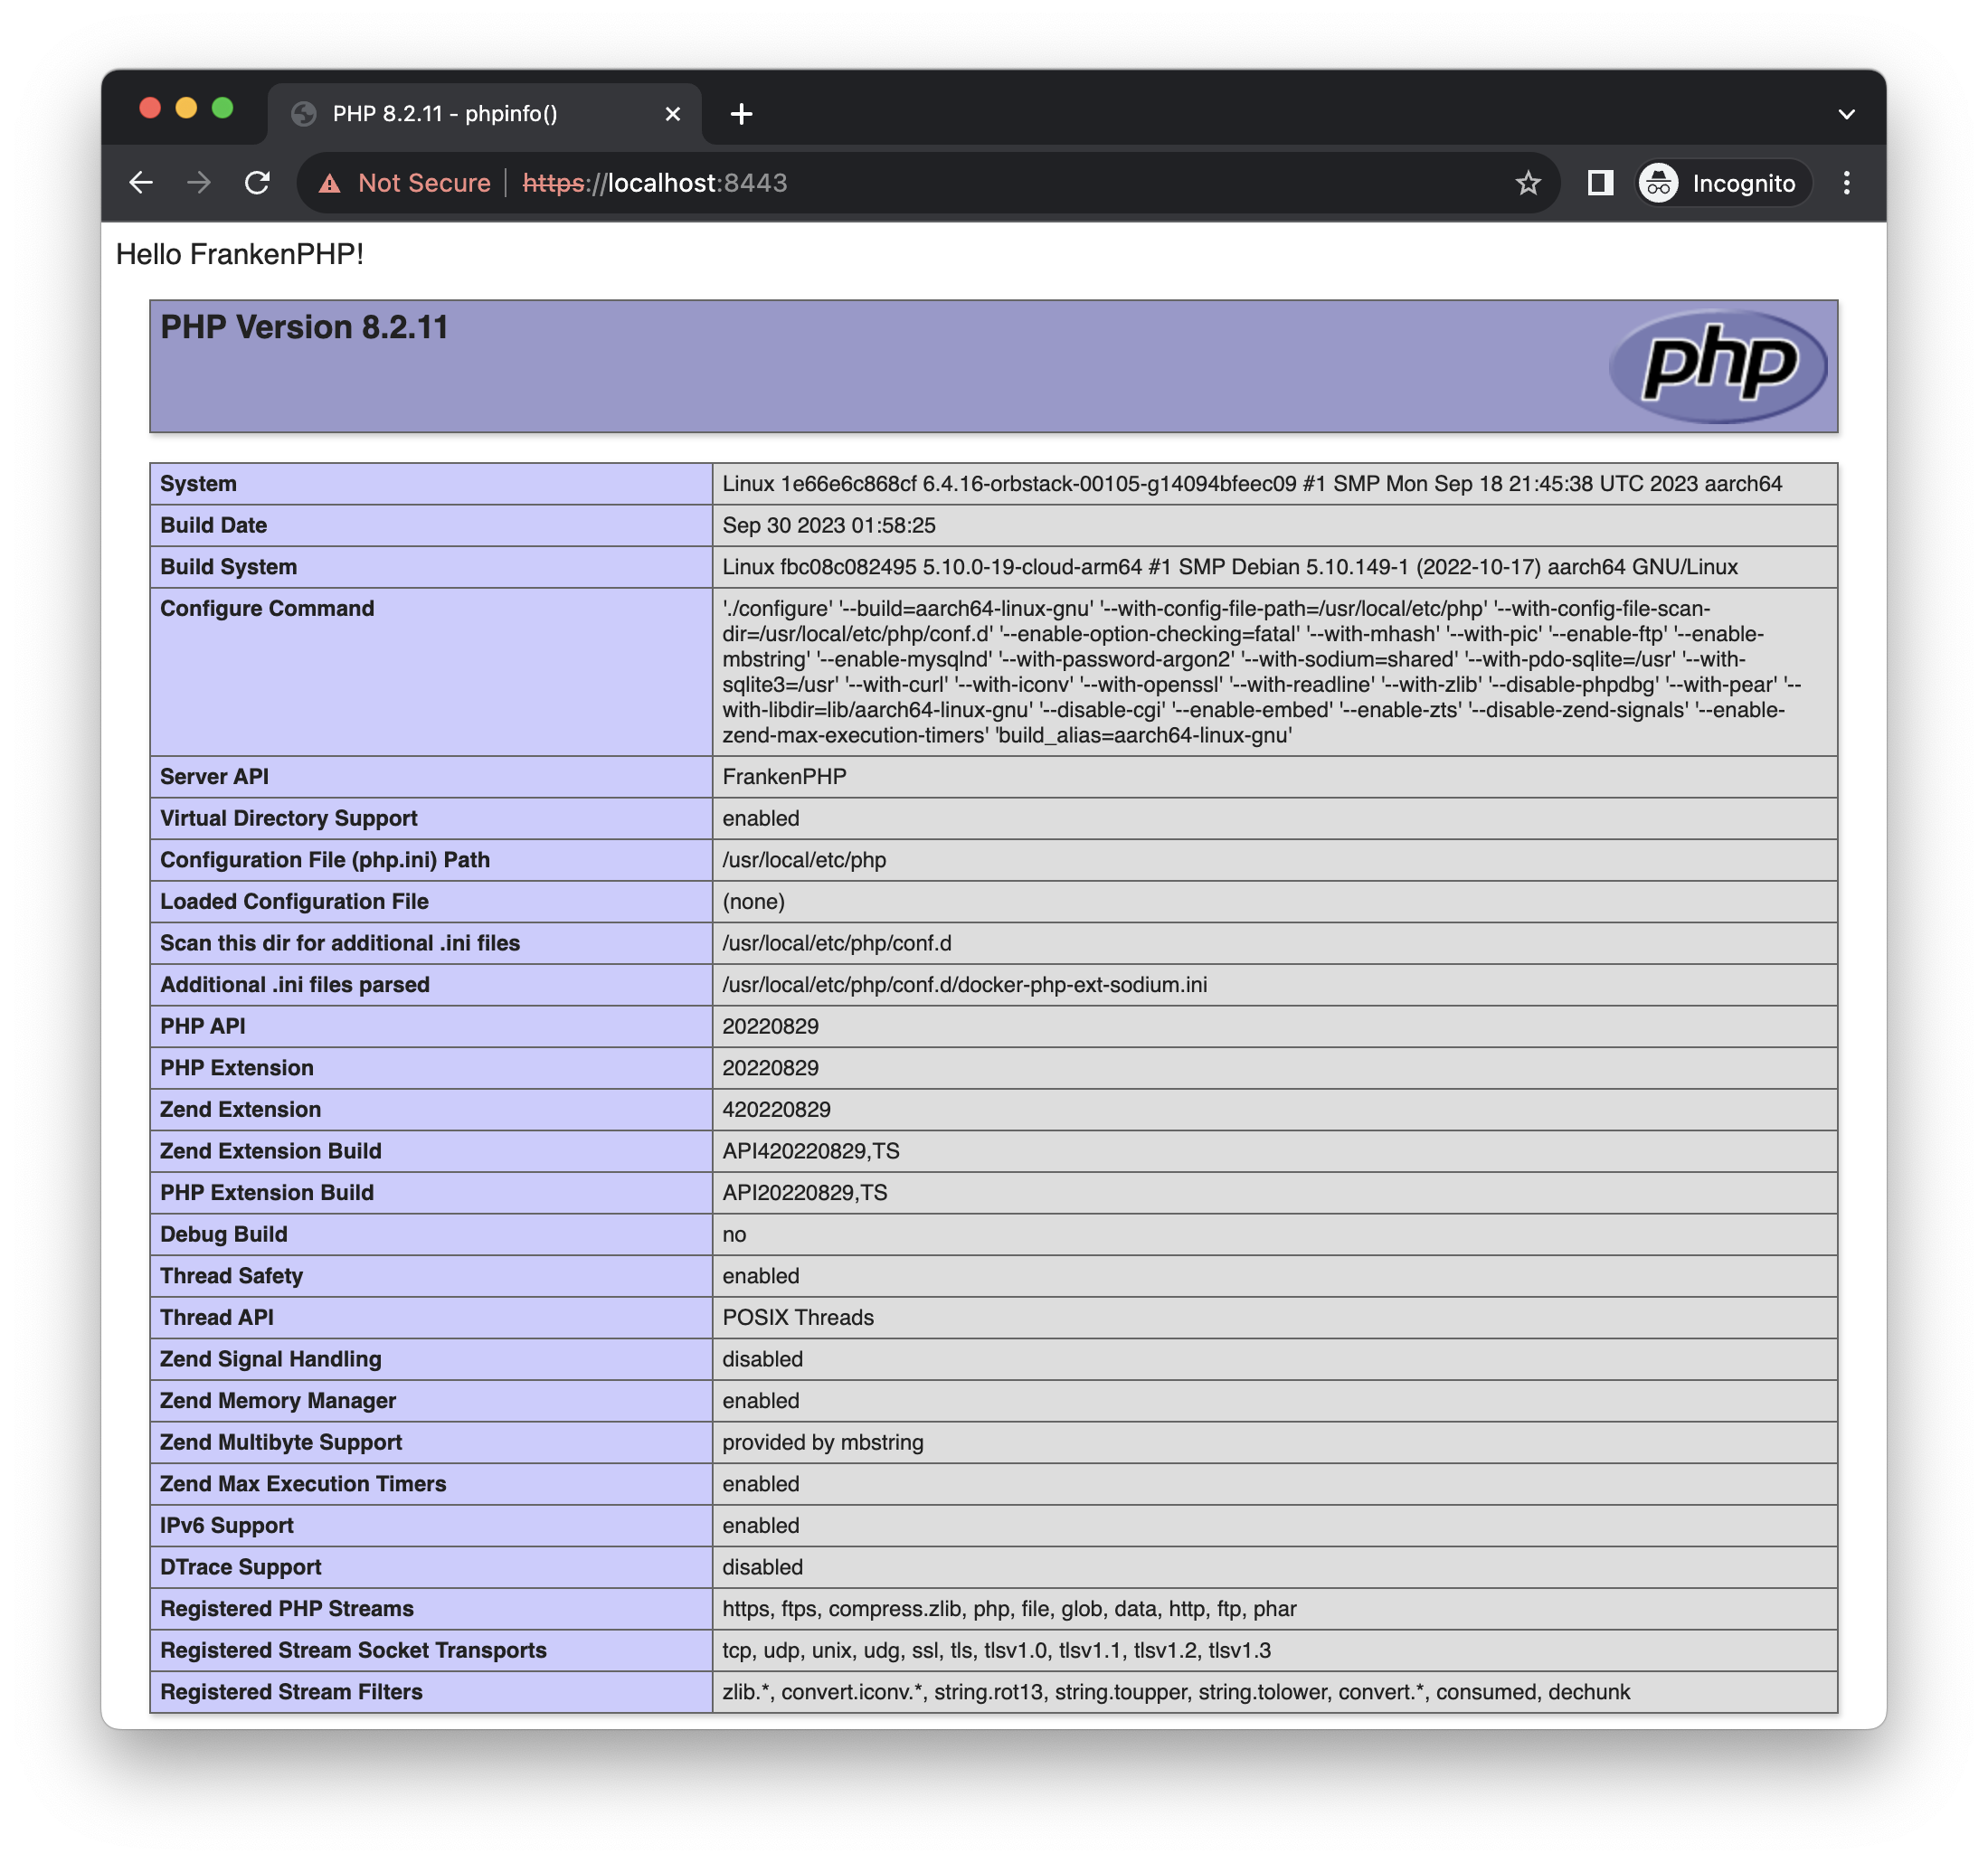 PHP 8.2.11 - phpinfo()
Not Secure https://localhost:8443 Incognito
Hello FrankenPHP!
PHP Version 8.2.11
php
System Linux 1e66e6c868cf 6.4.16-orbstack-00105-g14094bfeec09 #1 SMP Mon Sep 18 21:45:38 UTC 2023 aarch64
Build Date Sep 30 2023 01:58:25
Build System Linux fbc08c082495 5.10.0-19-cloud-arm64 #1 SMP Debian 5.10.149-1 (2022-10-17) aarch64 GNU/Linux
Configure Command './configure' '--build=aarch64-linux-gnu' '--with-config-file-path=/usr/local/etc/php' '--with-config-file-scan-
dir=/usr/local/etc/php/conf.d' '--enable-option-checking=fatal' '--with-mhash' '--with-pic' '--enable-ftp' '--enable-
mbstring' '--enable-mysqlnd' '--with-password-argon2' '--with-sodium=shared' '--with-pdo-sqlite=/usr' '--with-
sqlite3=/usr' '--with-curl' '--with-iconv' '--with-openssl' '--with-readline' '--with-zlib' '--disable-phpdbg' '--with-pear' '--
with-libdir=lib/aarch64-linux-gnu' '--disable-cgi' '--enable-embed' '--enable-zts' '--disable-zend-signals' '--enable-
zend-max-execution-timers' 'build_alias=aarch64-linux-gnu'
Server API FrankenPHP
Virtual Directory Support enabled
Configuration File (php.ini) Path /usr/local/etc/php
Loaded Configuration File (none)
Scan this dir for additional .ini files /usr/local/etc/php/conf.d
Additional .ini files parsed /usr/local/etc/php/conf.d/docker-php-ext-sodium.ini
PHP API 20220829
PHP Extension 20220829
Zend Extension 420220829
Zend Extension Build API420220829,TS
PHP Extension Build API20220829,TS
Debug Build no
Thread Safety enabled
Thread API POSIX Threads
Zend Signal Handling disabled
Zend Memory Manager enabled
Zend Multibyte Support provided by mbstring
Zend Max Execution Timers enabled
IPv6 Support enabled
DTrace Support disabled
Registered PHP Streams https, ftps, compress.zlib, php, file, glob, data, http, ftp, phar
Registered Stream Socket Transports tcp, udp, unix, udg, ssl, tls, tlsv1.0, tlsv1.1, tlsv1.2, tlsv1.3
Registered Stream Filters zlib.*, convert.iconv.*, string.rot13, string.toupper, string.tolower, convert.*, consumed, dechunk